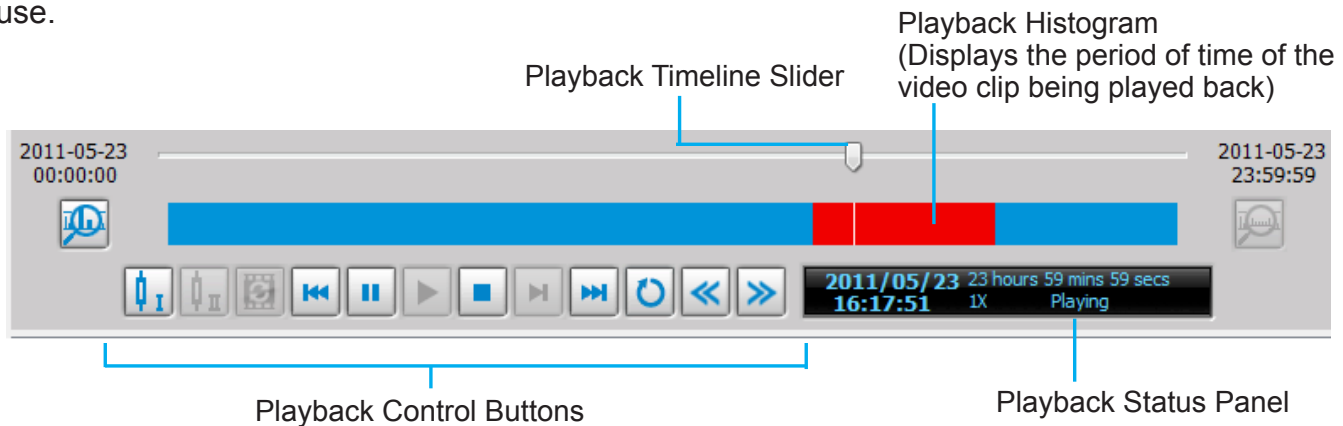 use.
Playback Histogram
(Displays the period of time of the
video clip being played back)
Playback Timeline Slider
2011-05-23
00:00:00
2011-05-23
23:59:59
I
II
2011/05/23 23 hours 59 mins 59 secs
16:17:51 1X Playing
Playback Control Buttons
Playback Status Panel